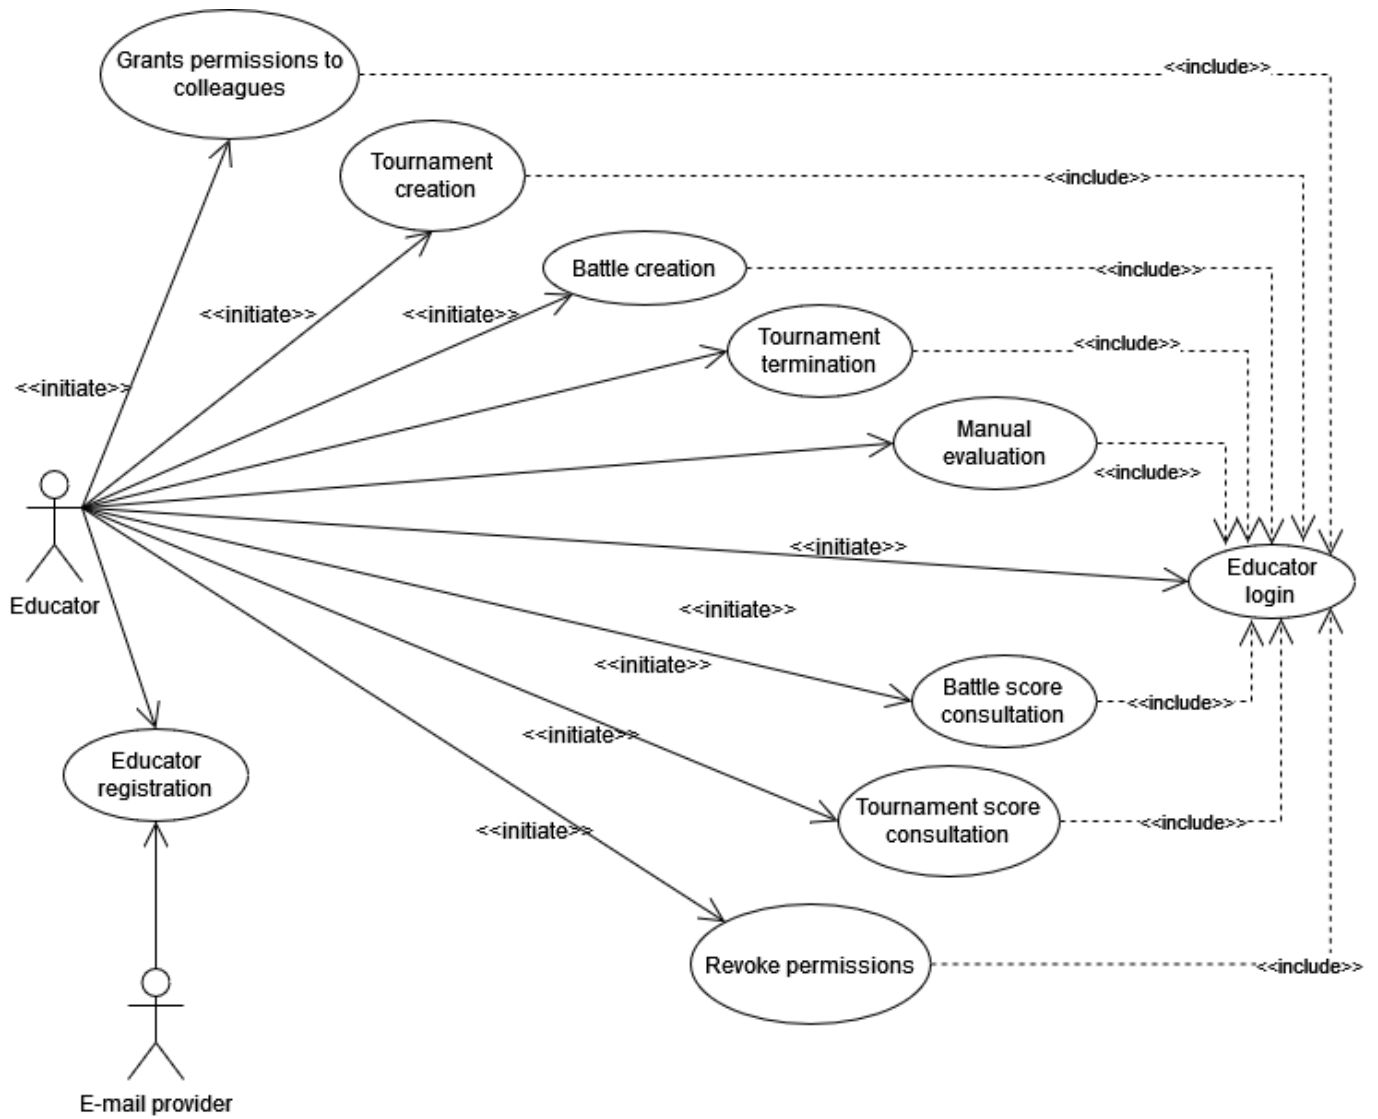 Grants permissions to
colleagues
<<include>>
Tournament
creation
<<include>>
Battle creation
<<include>>
<<initiate>>
<<initiate>>
Tournament
termination
<<include>>
<<initiate>>
Manual
evaluation
<<include>>
Educator
<<initiate>>
Educator
login
<<initiate>>
<<initiate>>
Battle score
consultation
<<include>>
<<initiate>>
Educator
registration
Tournament score
consultation
<<include>>
<<initiate>>
Revoke permissions
<<include>>
E-mail provider